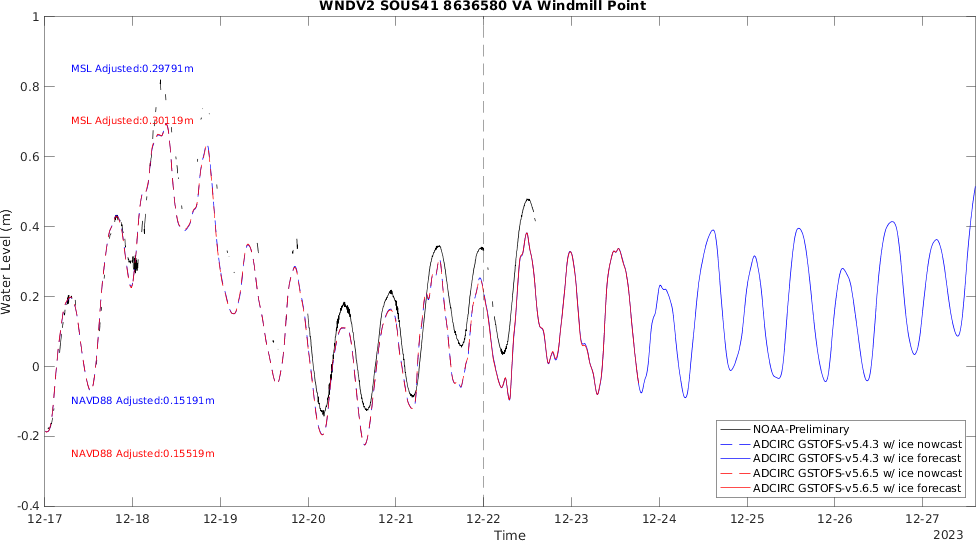 WNDV2 SOUS41 8636580 VA Windmill Point
1
0.8
0.6
0.4
0.2
0
-0.2
-0.4
Water Level (m)
MSL Adjusted:0.29791m
MSL Adjusted:0.30119m
NAVD88 Adjusted:0.15191m
NAVD88 Adjusted:0.15519m
NOAA-Preliminary
ADCIRC GSTOFS-v5.4.3 w/ ice nowcast
ADCIRC GSTOFS-v5.4.3 w/ ice forecast
ADCIRC GSTOFS-v5.6.5 w/ ice nowcast
ADCIRC GSTOFS-v5.6.5 w/ ice forecast
12-17 12-18 12-19 12-20 12-21 12-22 12-23 12-24 12-25 12-26 12-27
Time
2023